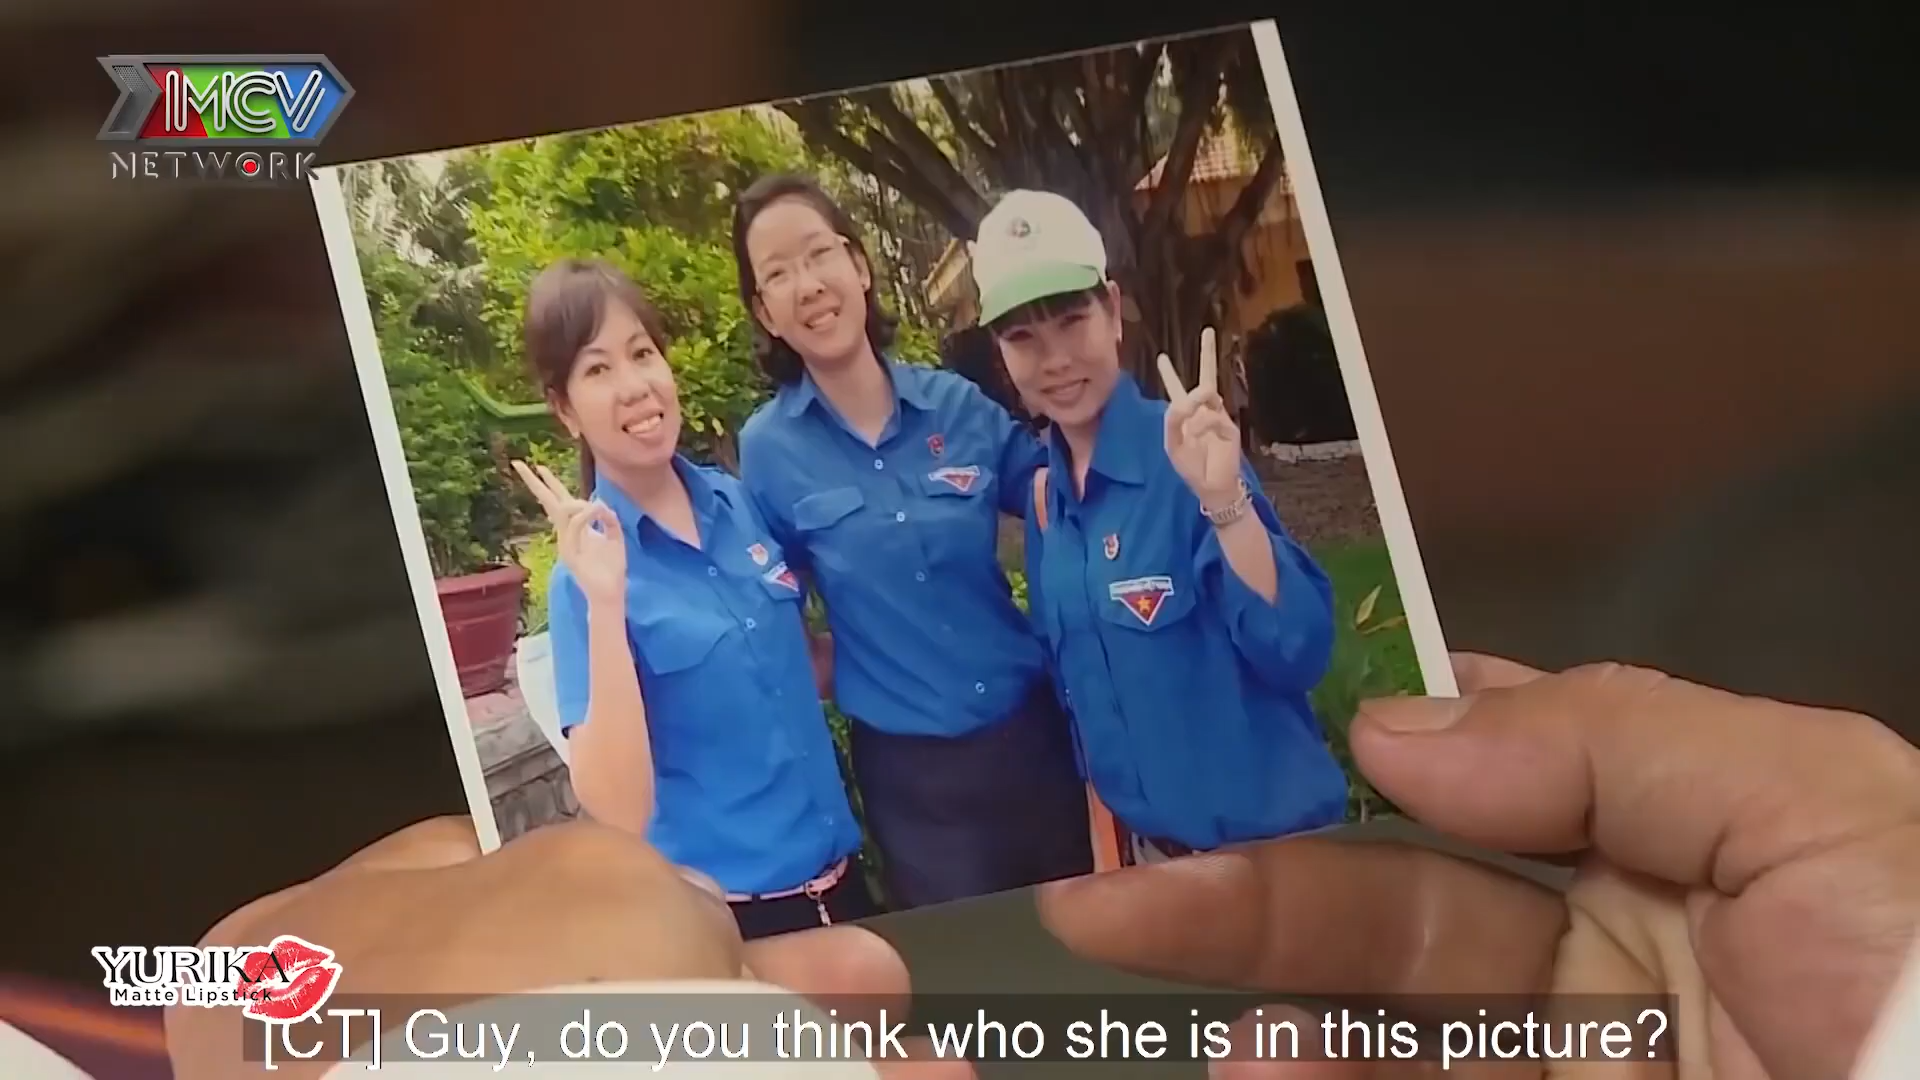 MCV
NETWORK
YURIKA
Matte Lipstick
[CT] Guy, do you think who she is in this picture?